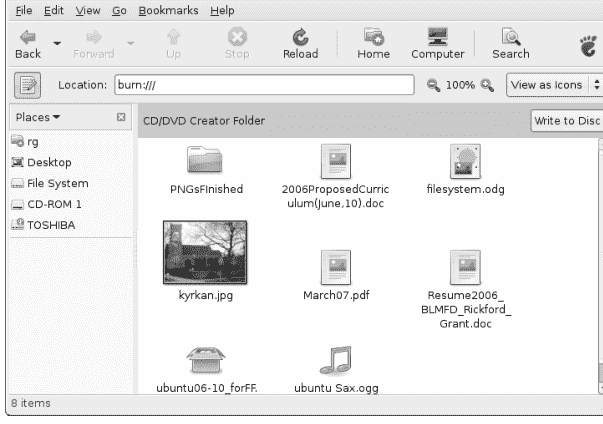 File Edit View Go Bookmarks Help
Back Forward Up Stop Reload Home Computer Search
Location: burn:/// 100% View as Icons
Places CD/DVD Creator Folder Write to Disc
rg
Desktop
File System
CD-ROM 1
TOSHIBA
PNGsFInished
2006ProposedCurric
ulum(June,10).doc
filesystem.odg
kyrkan.jpg
March07.pdf
Resume2006_
BLMFD_Rickford_
Grant.doc
ubuntu06-10_forFF.
ubuntu Sax.ogg
8 items